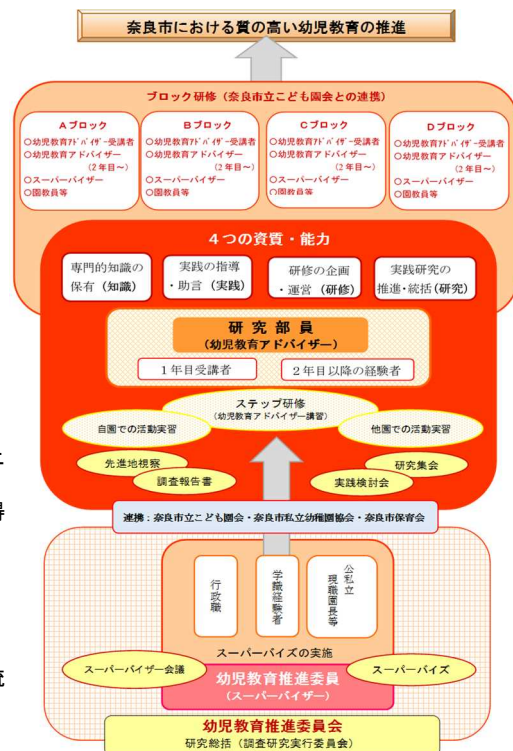 奈良市における質の高い幼児教育の推進
ブロック研修（奈良市立こども園会との連携）
Aブロック
○幼児教育ｱﾄﾞﾊﾞｲｻﾞｰ受講者
○幼児教育アドバイザー
（2年目～）
○スーパーバイザー
○園教員等
Bブロック
○幼児教育ｱﾄﾞﾊﾞｲｻﾞｰ受講者
○幼児教育アドバイザー
（2年目～）
○スーパーバイザー
○園教員等
Cブロック
○幼児教育ｱﾄﾞﾊﾞｲｻﾞｰ受講者
○幼児教育アドバイザー
（2年目～）
○スーパーバイザー
○園教員等
Dブロック
○幼児教育ｱﾄﾞﾊﾞｲｻﾞｰ受講者
○幼児教育アドバイザー
（2年目～）
○スーパーバイザー
○園教員等
４つの資質・能力
専門的知識の
保有（知識）
実践の指導
・助言（実践）
研修の企画
・運営（研修）
実践研究の
推進・統括（研究）
研究部員
（幼児教育アドバイザー）
１年目受講者
２年目以降の経験者
ステップ研修
（幼児教育アドバイザー講習）
自園での活動実習
他園での活動実習
先進地視察
調査報告書
研究集会
実践検討会
連携：奈良市立こども園会・奈良市私立幼稚園協会・奈良市保育会
行政職
学識経験者
公私立
現職園長等
スーパーバイズの実施
スーパーバイザー会議
スーパーバイズ
幼児教育推進委員
（スーパーバイザー）
幼児教育推進委員会
研究総括（調査研究実行委員会）